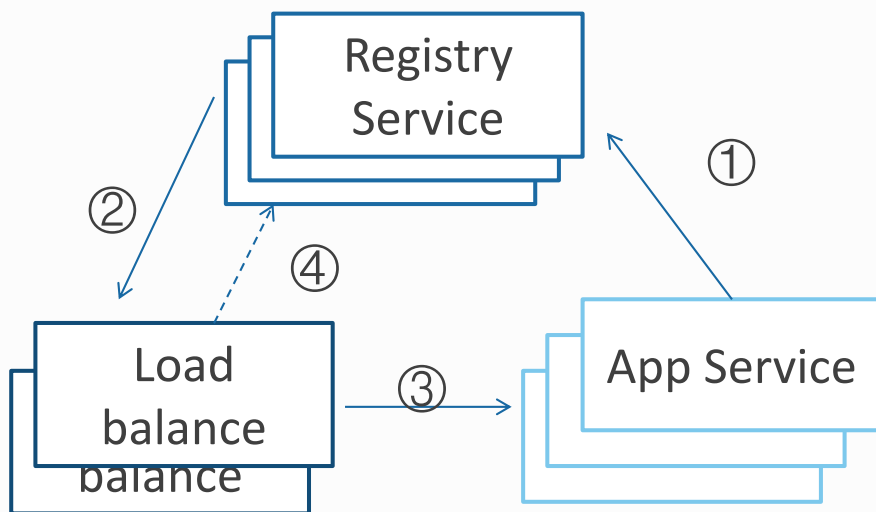 Registry
Service
①
②
④
Load
balance
balance
③
App Service